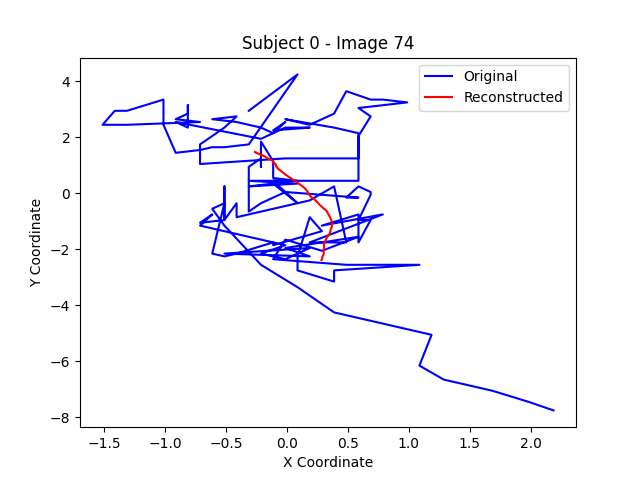 Subject 0 - Image 74
Original
Reconstructed
4
2
0
−2
−4
−6
−8
Y Coordinate
−1.5 −1.0 −0.5 0.0 0.5 1.0 1.5 2.0
X Coordinate